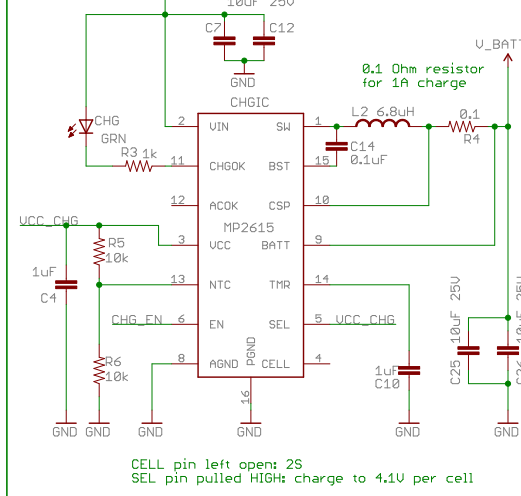 10uF 25V
C7
C12
GND
V_BATT
0.1 Ohm resistor
for 1A charge
CHGIC
CHG
GRN
2 VIN SW 1
L2 6.8uH
0.1
R4
R3 1k
11 CHGOK BST 15
C14
0.1uF
12 ACOK CSP 10
MP2615
VCC_CHG
3 VCC BATT 9
R5
10k
1uF
C4
13 NTC TMR 14
CHG_EN
6 EN SEL 5
VCC_CHG
8 AGND CELL 4
PGND
16
R6
10k
1uF
C10
C25 10uF 25V
GND GND GND GND GND GND
CELL pin left open: 2S
SEL pin pulled HIGH: charge to 4.1V per cell